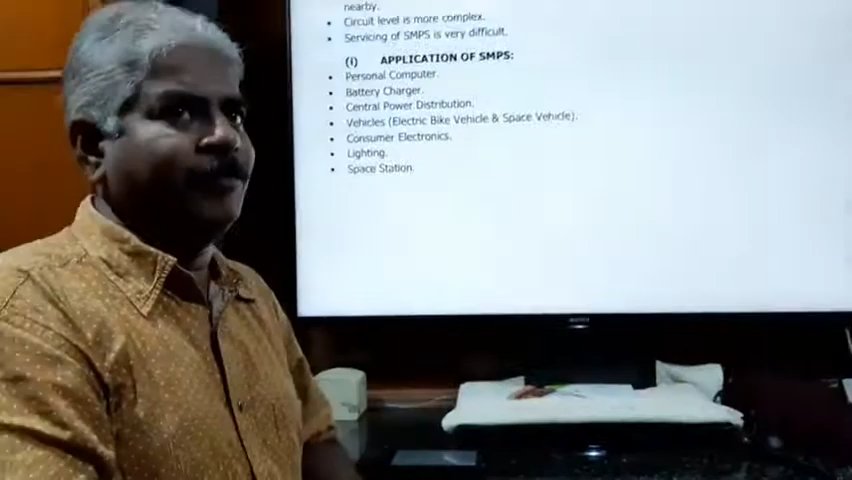 nearby.
• Circuit level is more complex.
• Servicing of SMPS is very difficult.
(i) APPLICATION OF SMPS:
• Personal Computer.
• Battery Charger.
• Central Power Distribution.
• Vehicles (Electric Bike Vehicle & Space Vehicle).
• Consumer Electronics.
• Lighting.
• Space Station.
SONY